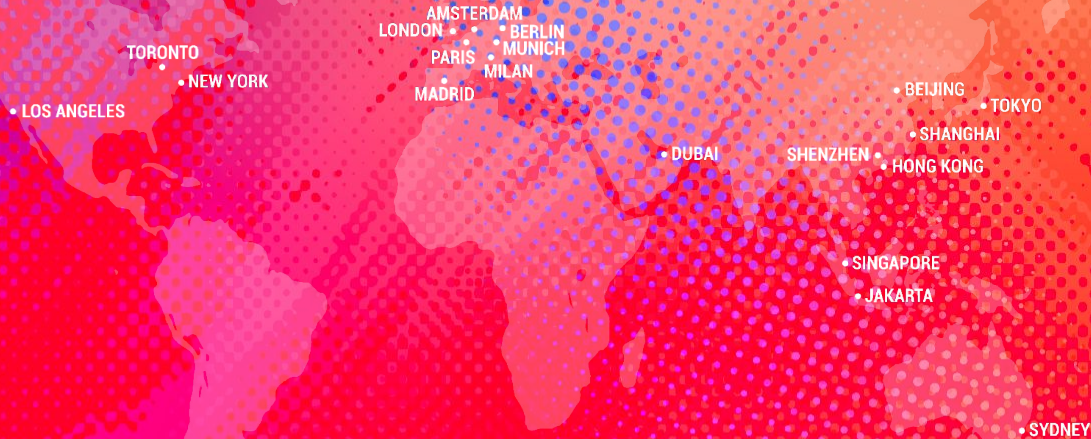 AMSTERDAM
LONDON
BERLIN
MUNICH
PARIS
MILAN
MADRID
TORONTO
NEW YORK
LOS ANGELES
BEIJING
TOKYO
SHANGHAI
DUBAI
SHENZHEN
HONG KONG
SINGAPORE
JAKARTA
SYDNEY